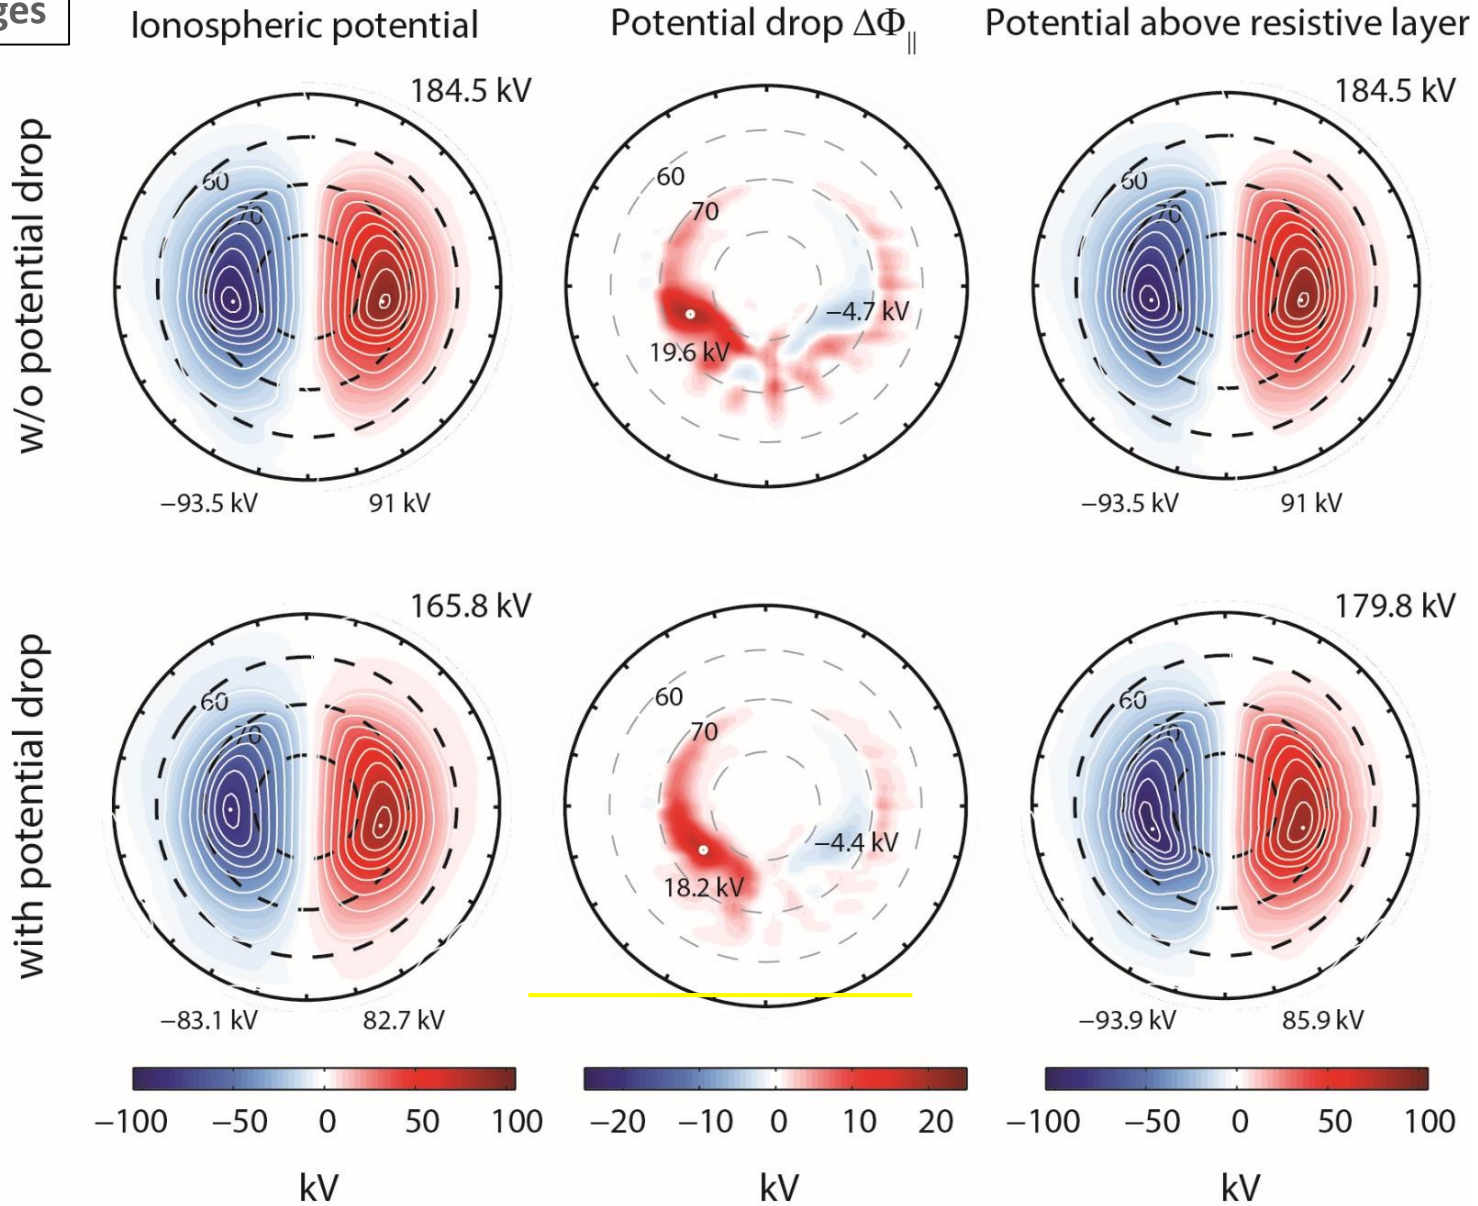 Ionospheric potential
Potential drop ΔΦ||
Potential above resistive layer
w/o potential drop
184.5 kV
60
70
−93.5 kV 91 kV
60
70
−4.7 kV
19.6 kV
184.5 kV
60
70
−93.5 kV 91 kV
with potential drop
165.8 kV
60
70
−83.1 kV 82.7 kV
60
70
−4.4 kV
18.2 kV
179.8 kV
60
70
−93.9 kV 85.9 kV
−100 −50 0 50 100
kV
−20 −10 0 10 20
kV
−100 −50 0 50 100
kV